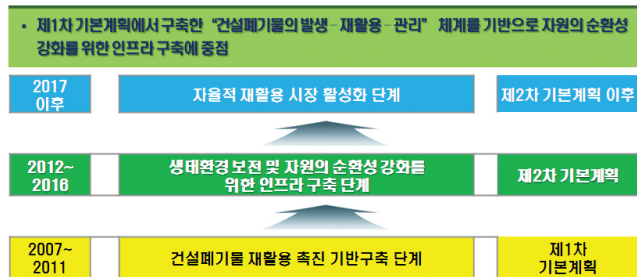 • 제1차 기본계획에서 구축한 “건설폐기물의 발생 - 재활용 - 관리” 체계를 기반으로 자원의 순환성
강화를 위한 인프라 구축에 중점
2017
이후
자율적 재활용 시장 활성화 단계
제2차 기본계획 이후
2012~
2016
생태환경 보전 및 자원의 순환성 강화를
위한 인프라 구축 단계
제2차 기본계획
2007~
2011
건설폐기물 재활용 촉진 기반구축 단계
제1차
기본계획